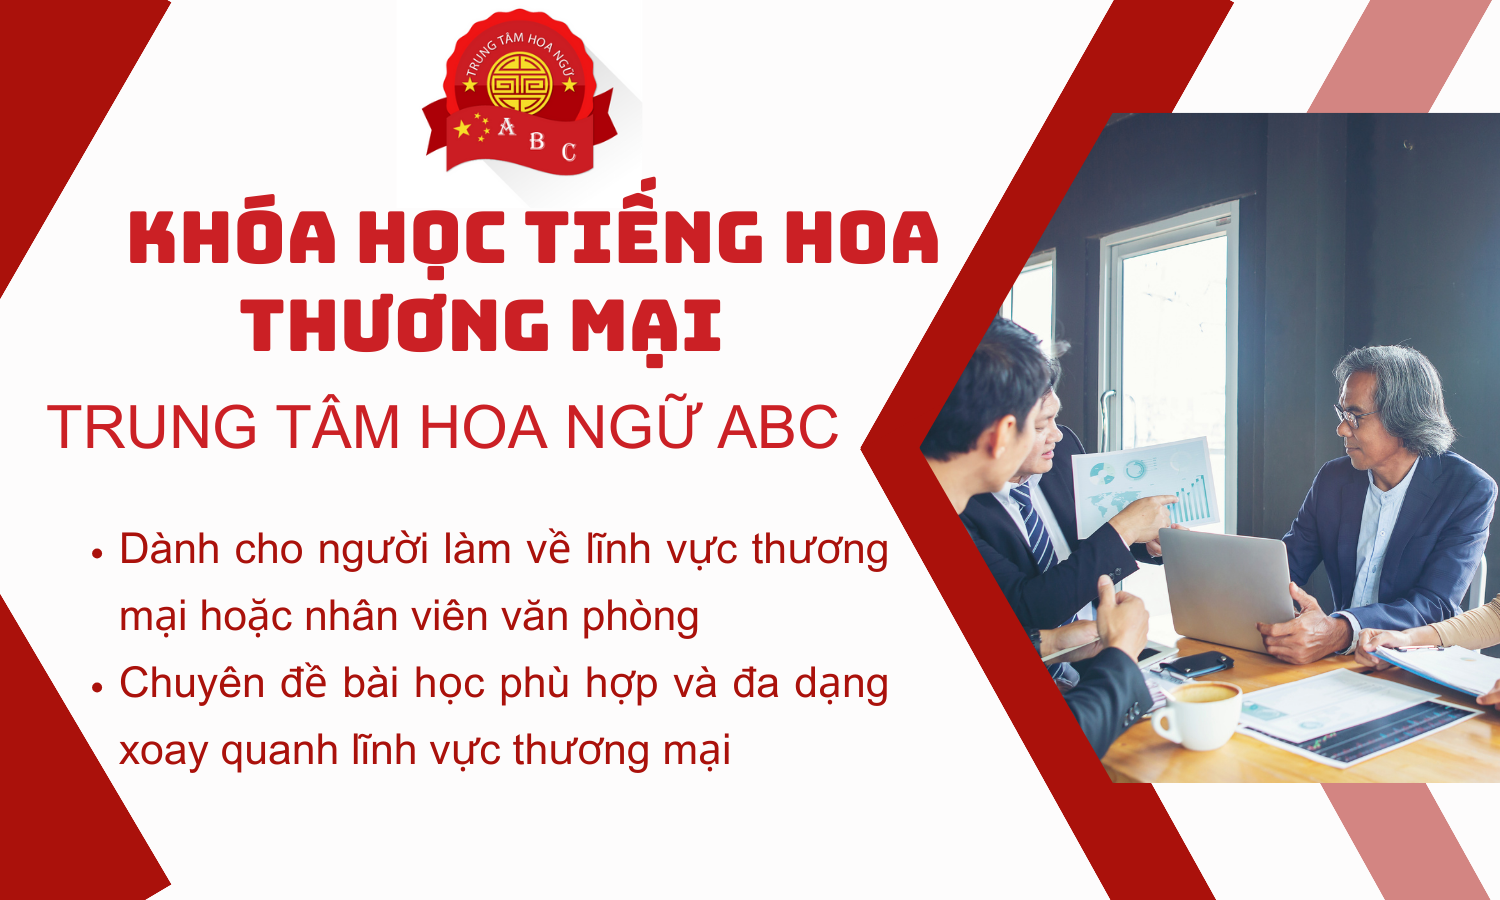 TRUNG TÂM HOA NGỮ
A B C
KHÓA HỌC TIẾNG HOA
THƯƠNG MẠI
TRUNG TÂM HOA NGỮ ABC
• Dành cho người làm về lĩnh vực thương
mại hoặc nhân viên văn phòng
• Chuyên đề bài học phù hợp và đa dạng
xoay quanh lĩnh vực thương mại